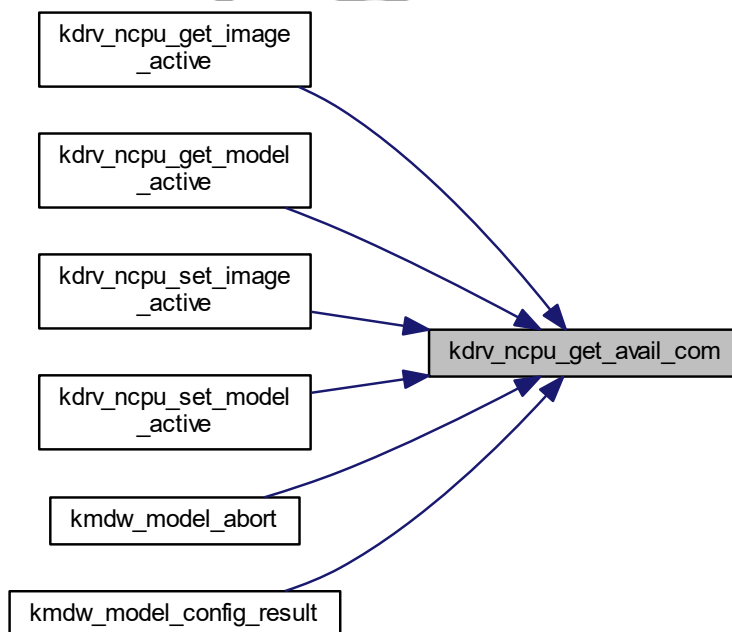 kdrv_ncpu_get_image
_active
kdrv_ncpu_get_model
_active
kdrv_ncpu_set_image
_active
kdrv_ncpu_get_avail_com
kdrv_ncpu_set_model
_active
kmdw_model_abort
kmdw_model_config_result